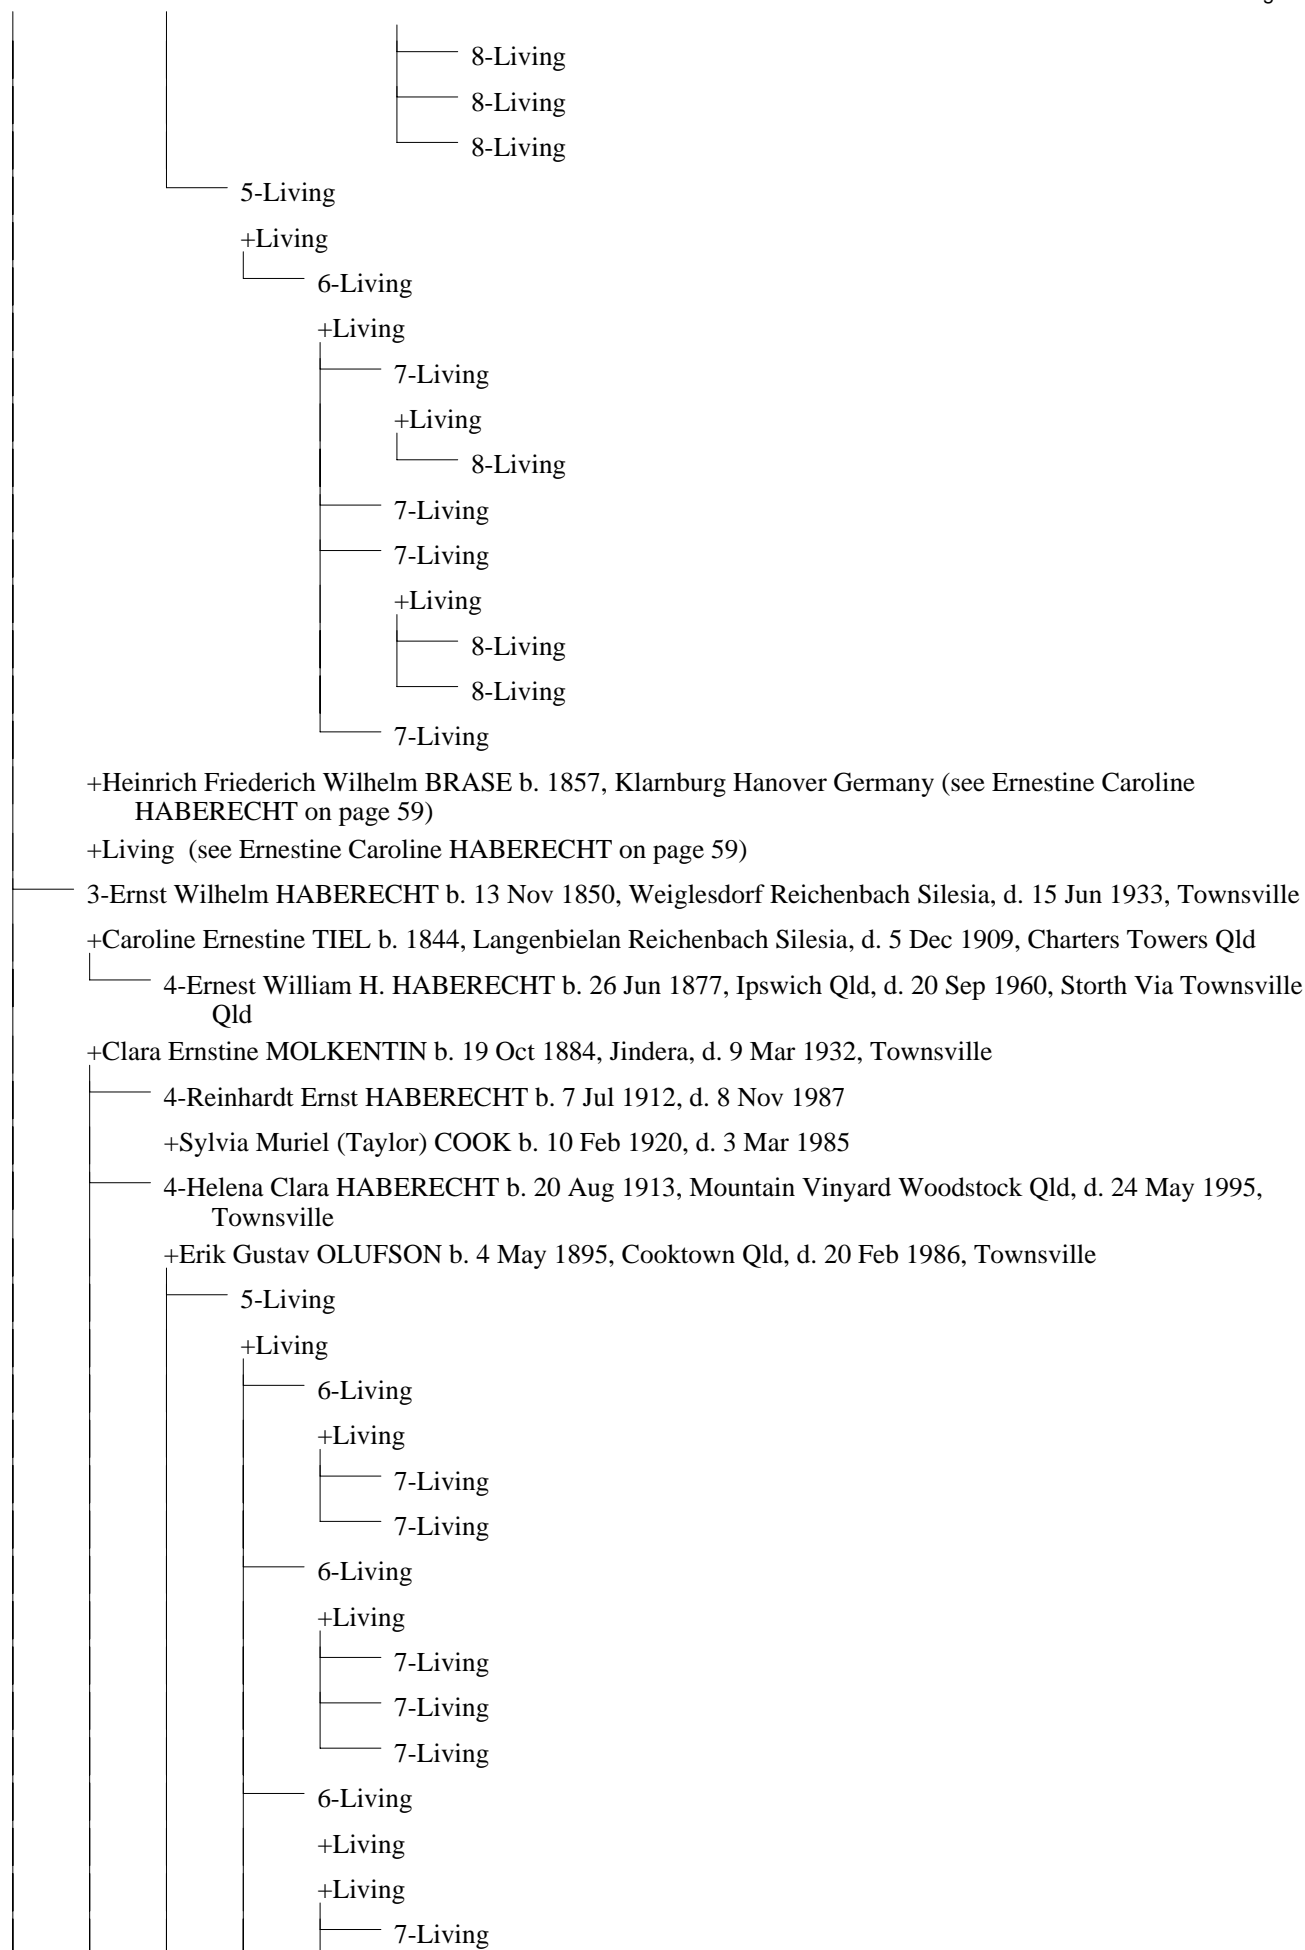 8-Living
8-Living
8-Living
5-Living
+Living
6-Living
+Living
7-Living
+Living
8-Living
7-Living
7-Living
+Living
8-Living
8-Living
7-Living
+Heinrich Friederich Wilhelm BRASE b. 1857, Klarnburg Hanover Germany (see Ernestine Caroline
HABERECHT on page 59)
+Living (see Ernestine Caroline HABERECHT on page 59)
3-Ernst Wilhelm HABERECHT b. 13 Nov 1850, Weiglesdorf Reichenbach Silesia, d. 15 Jun 1933, Townsville
+Caroline Ernestine TIEL b. 1844, Langenbielan Reichenbach Silesia, d. 5 Dec 1909, Charters Towers Qld
4-Ernest William H. HABERECHT b. 26 Jun 1877, Ipswich Qld, d. 20 Sep 1960, Storth Via Townsville
Qld
+Clara Ernstine MOLKENTIN b. 19 Oct 1884, Jindera, d. 9 Mar 1932, Townsville
4-Reinhardt Ernst HABERECHT b. 7 Jul 1912, d. 8 Nov 1987
+Sylvia Muriel (Taylor) COOK b. 10 Feb 1920, d. 3 Mar 1985
4-Helena Clara HABERECHT b. 20 Aug 1913, Mountain Vinyard Woodstock Qld, d. 24 May 1995,
Townsville
+Erik Gustav OLUFSON b. 4 May 1895, Cooktown Qld, d. 20 Feb 1986, Townsville
5-Living
+Living
6-Living
+Living
7-Living
7-Living
6-Living
+Living
7-Living
7-Living
7-Living
6-Living
+Living
+Living
7-Living